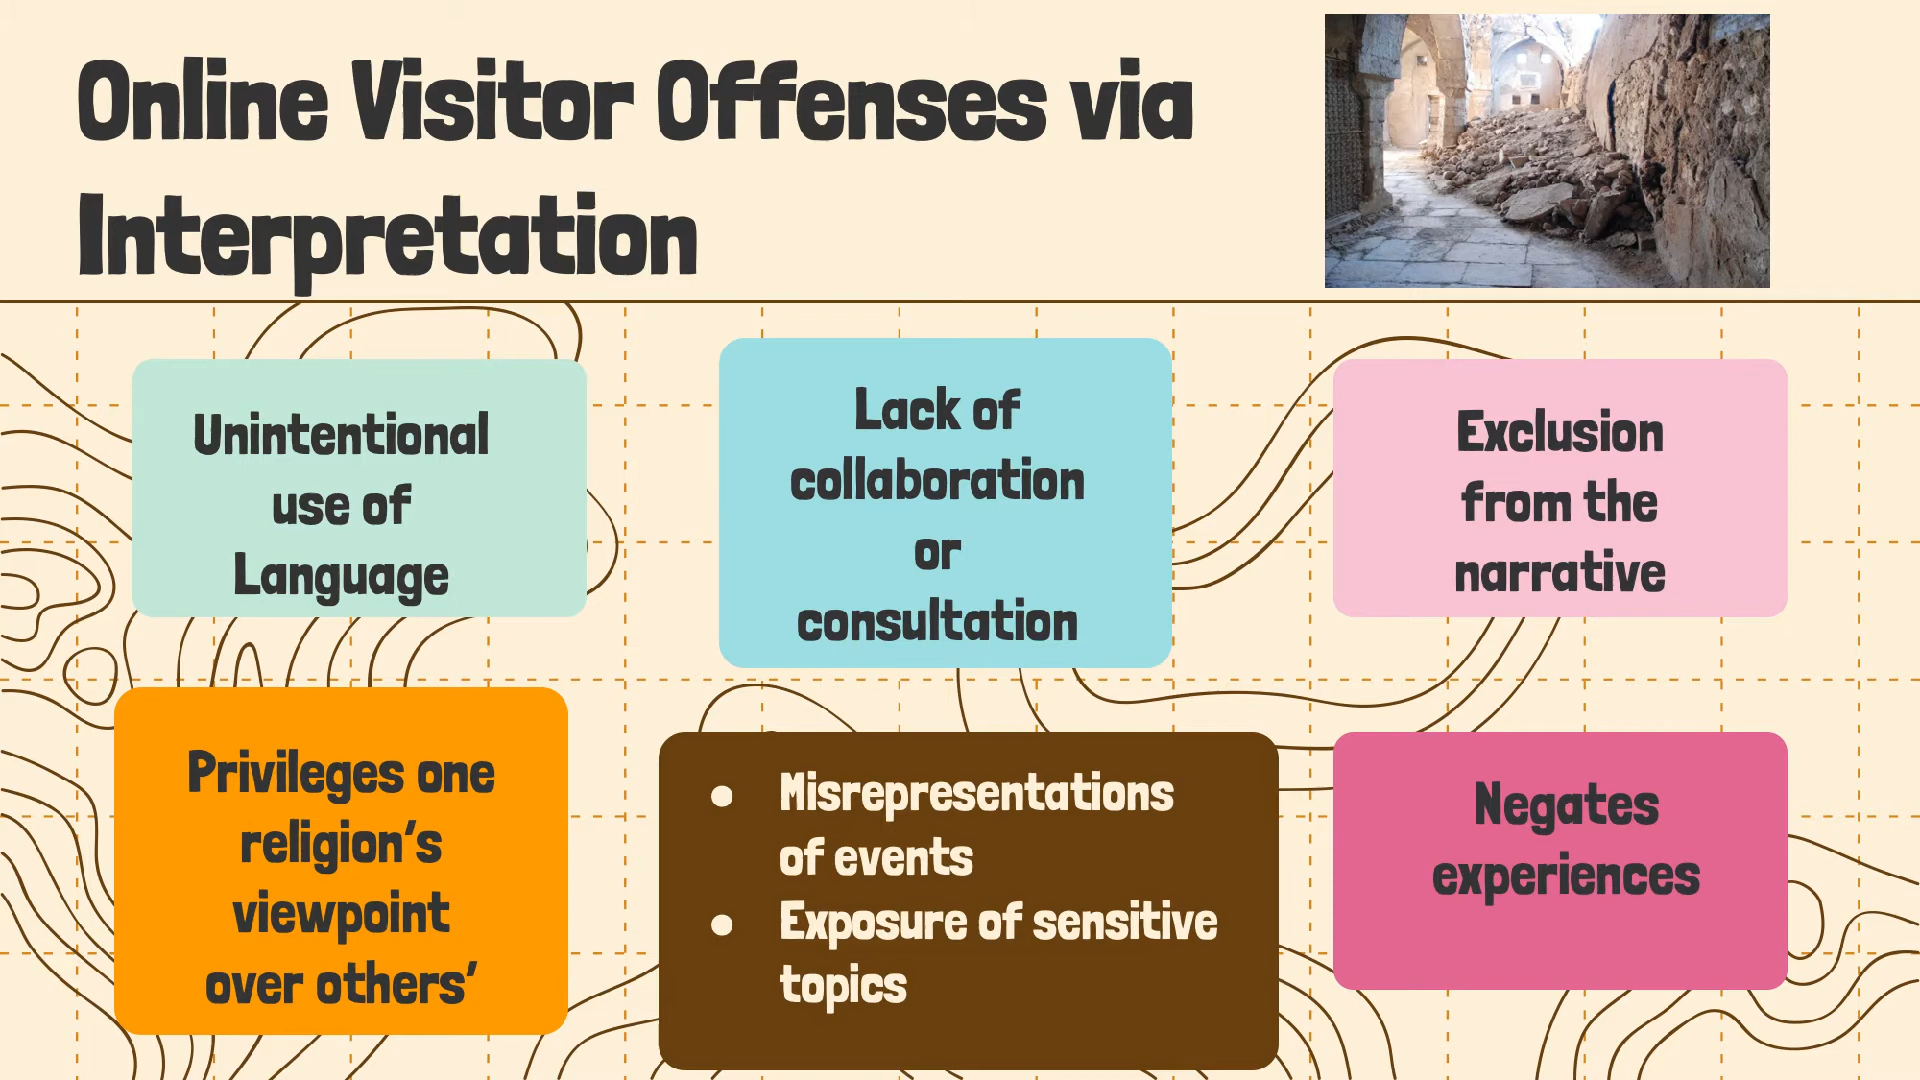 Online Visitor Offenses via
Interpretation
Unintentional
use of
Language
Lack of
collaboration
or
consultation
Exclusion
from the
narrative
Privileges one
religion’s
viewpoint
over others’
● Misrepresentations
of events
● Exposure of sensitive
topics
Negates
experiences